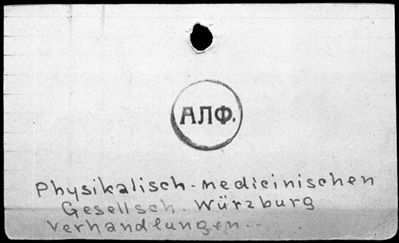 АЛФ.
Physikalisch-medicinischen
Gesellsch. Würzburg
Verhandlungen...